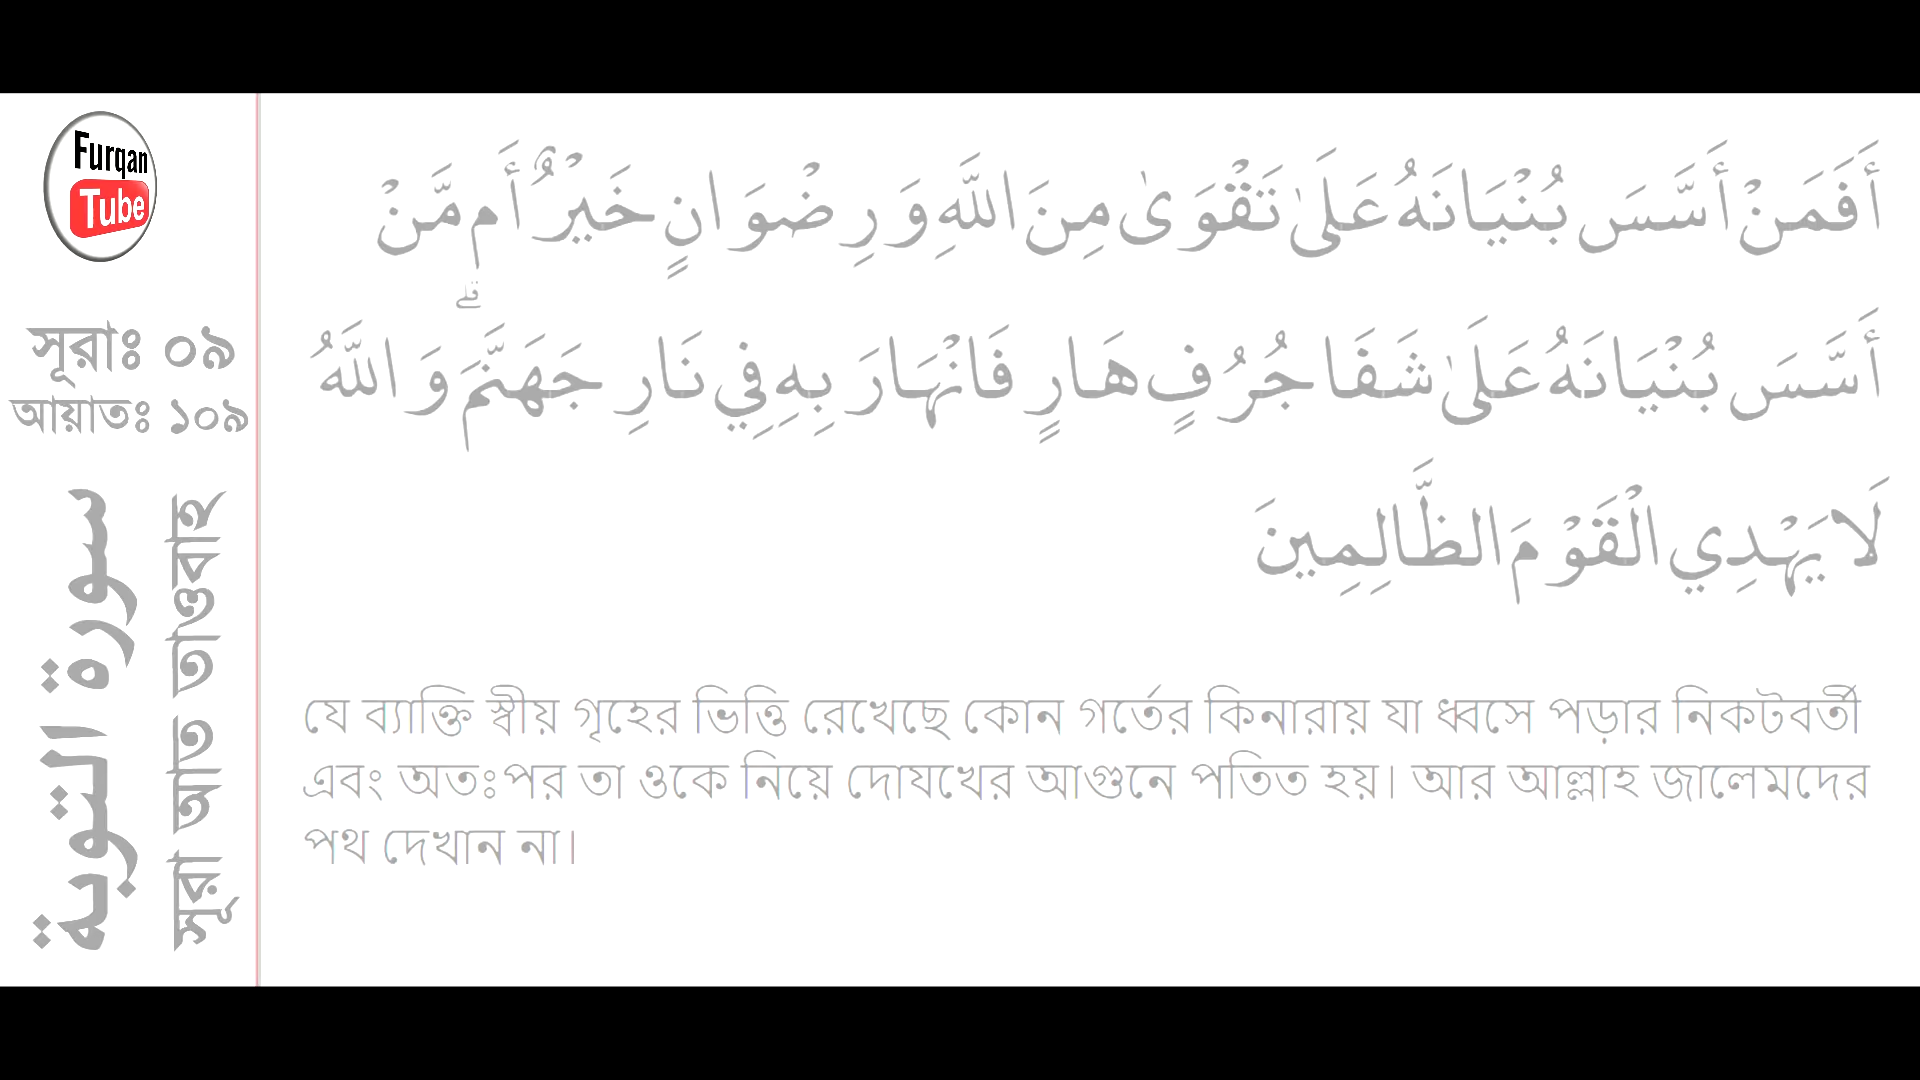 Furqan
Tube
সূরাঃ ০৯
আয়াতঃ ১০৯
سورة التوبة
সূরা আত তাওবাহ
أَفَمَنْ أَسَّسَ بُنْيَانَهُ عَلَىٰ تَقْوَىٰ مِنَ اللَّهِ وَرِضْوَانٍ خَيْرٌ أَم مَّنْ
أَسَّسَ بُنْيَانَهُ عَلَىٰ شَفَا جُرُفٍ هَارٍ فَانْهَارَ بِهِ فِي نَارِ جَهَنَّمَ ۗ وَاللَّهُ
لَا يَهْدِي الْقَوْمَ الظَّالِمِينَ
যে ব্যাক্তি স্বীয় গৃহের ভিত্তি রেখেছে কোন গর্তের কিনারায় যা ধ্বসে পড়ার নিকটবর্তী
এবং অতঃপর তা ওকে নিয়ে দোযখের আগুনে পতিত হয়। আর আল্লাহ জালেমদের
পথ দেখান না।